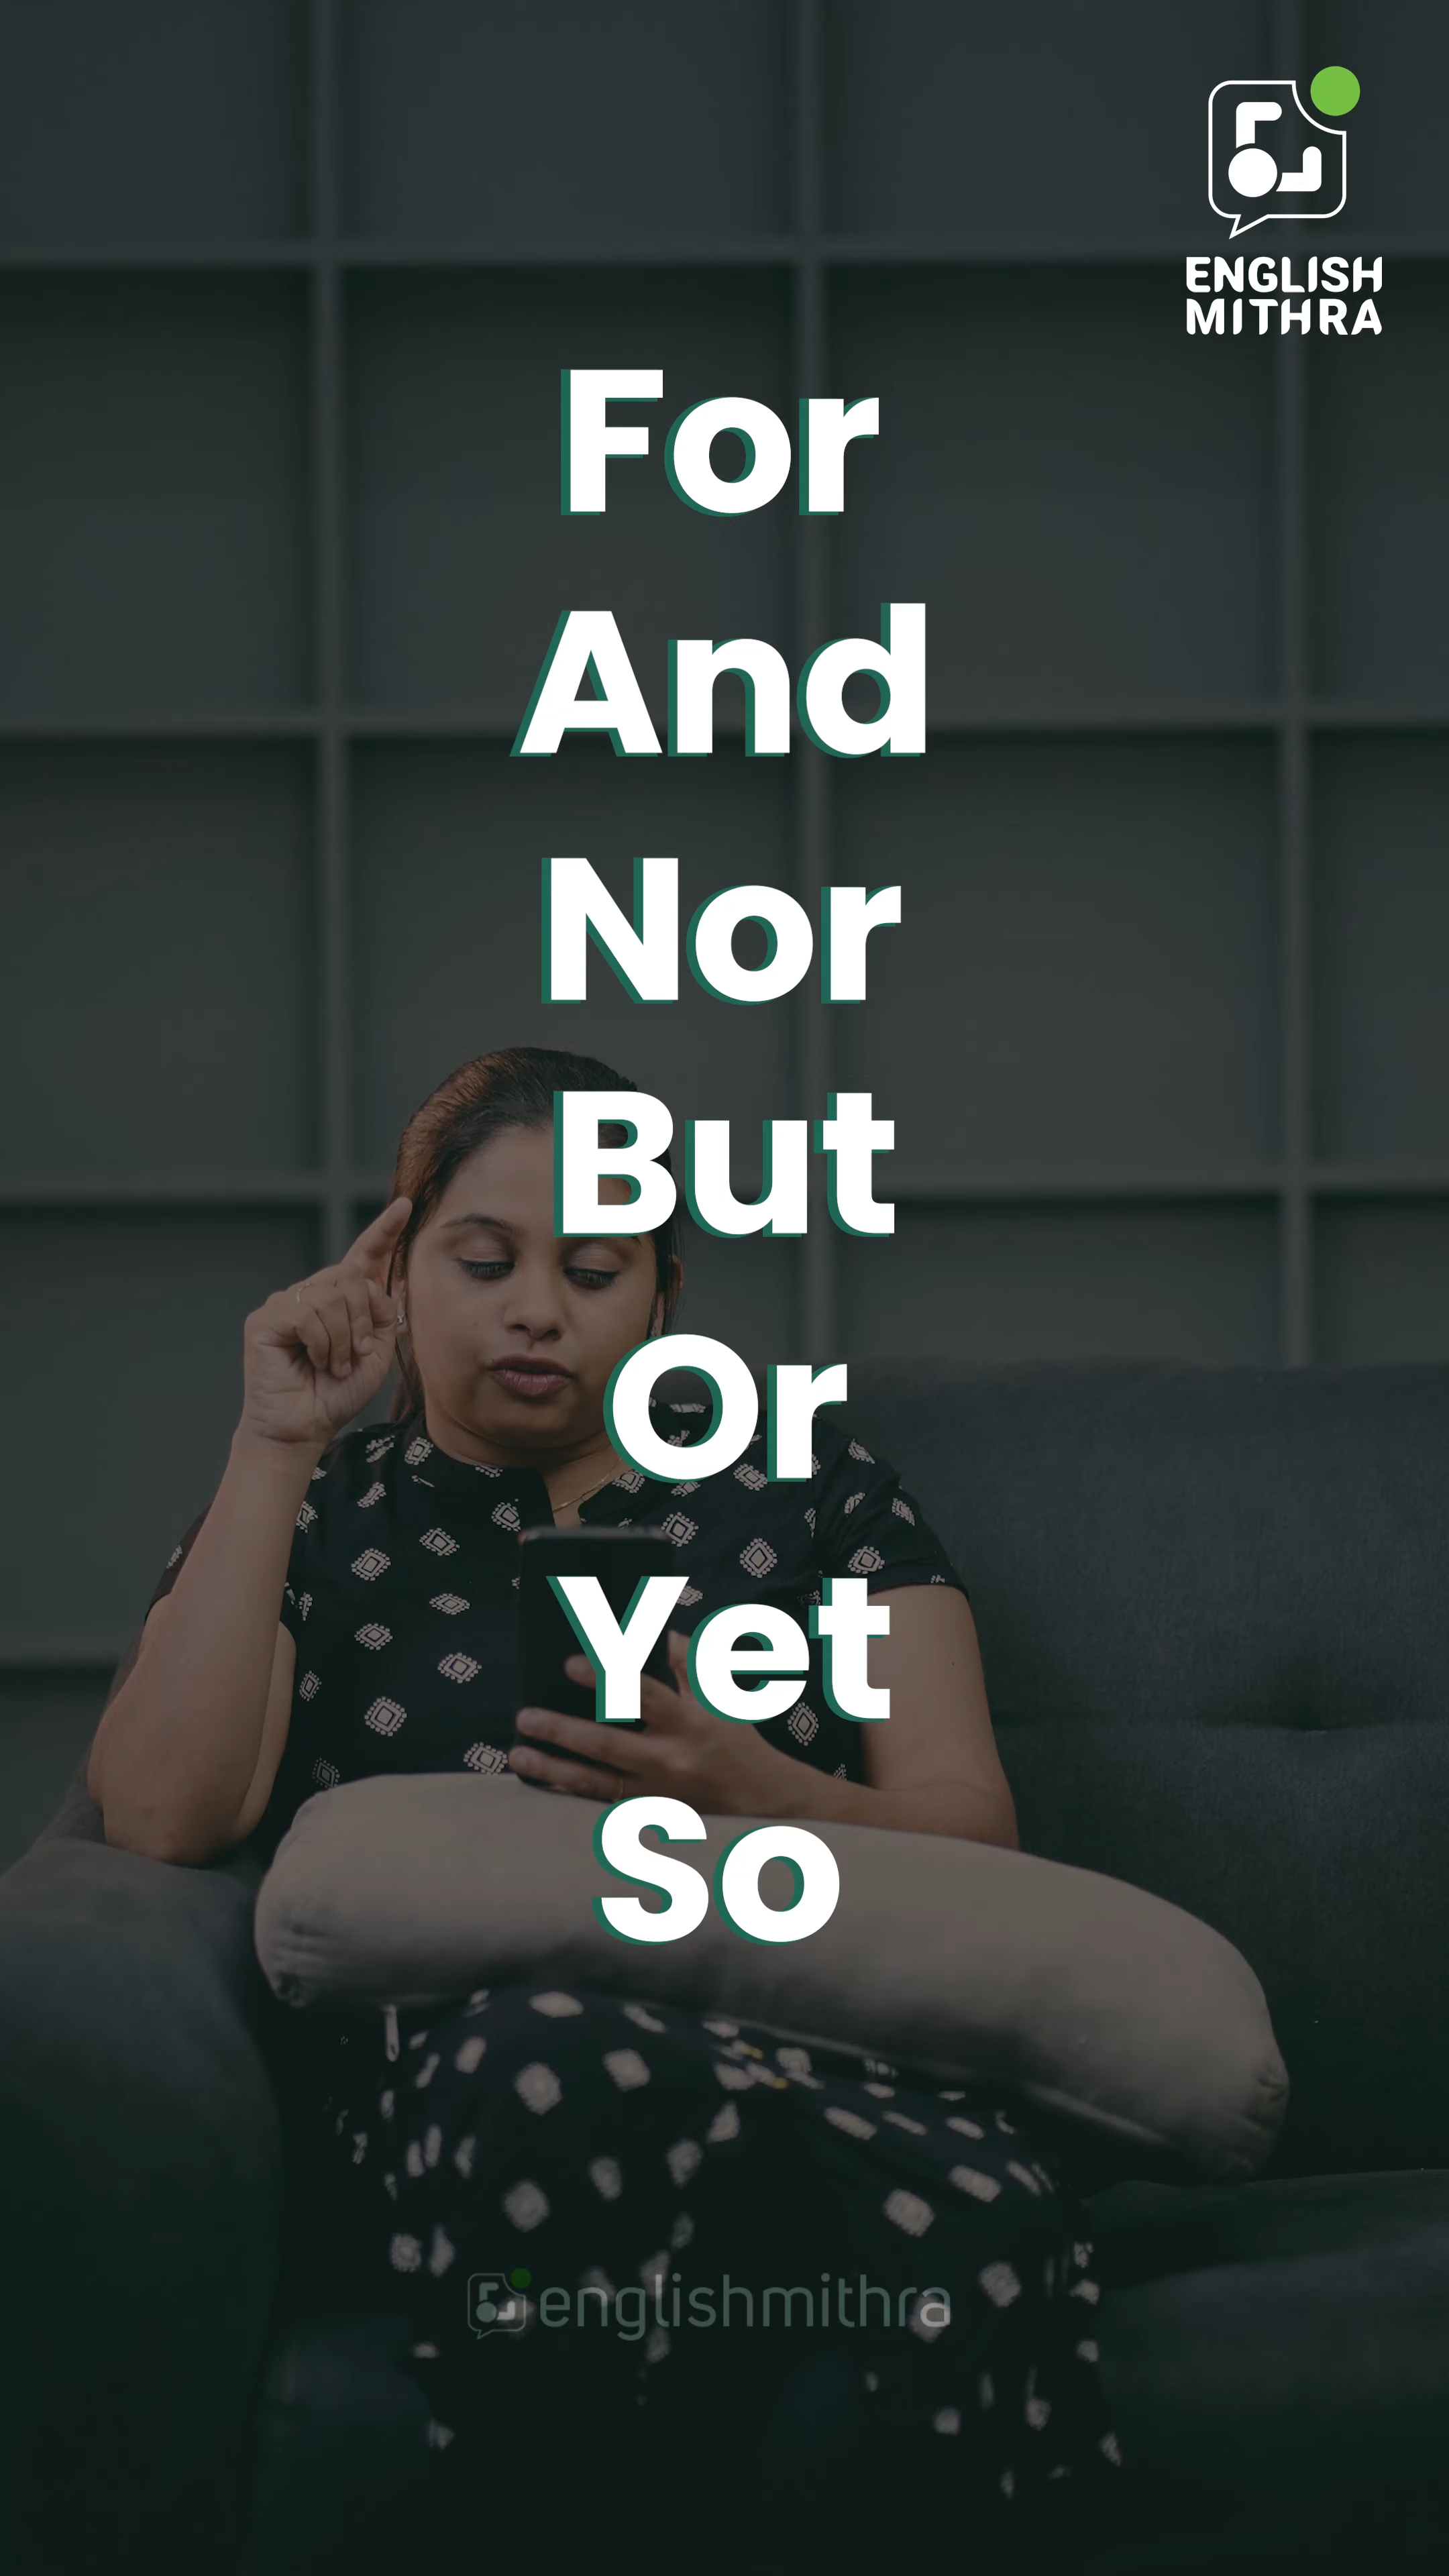 ENGLISH
MITHRA
For
And
Nor
But
Or
Yet
So
englishmithra